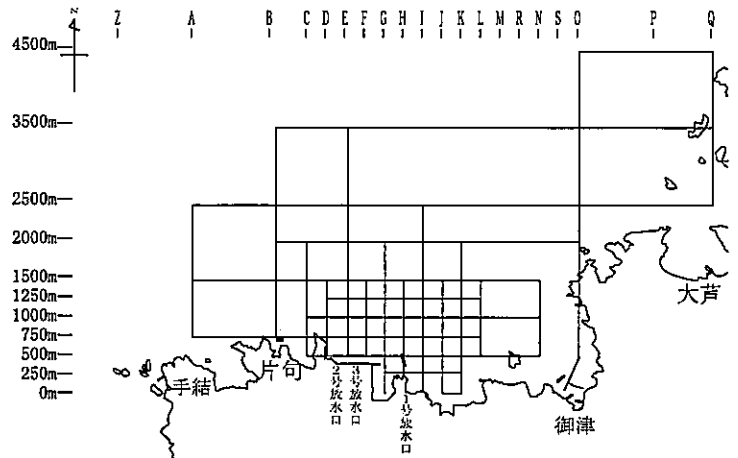 Z A B C D E F G H I J K L M R N S O P Q
N
4500m
3500m
2500m
2000m
1500m
1250m
1000m
750m
500m
250m
0m
大芦
手結
片句
2号放水口
3号放水口
1号放水口
御津